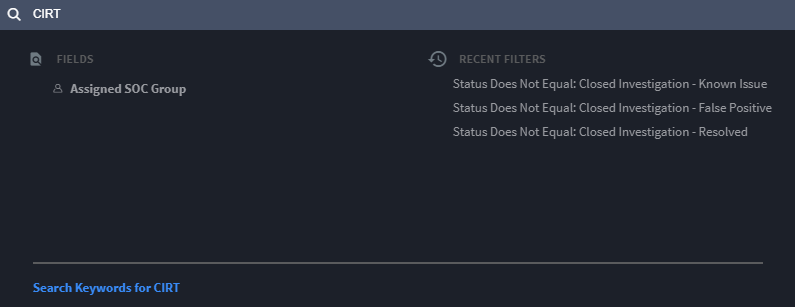 CIRT
FIELDS
Assigned SOC Group
RECENT FILTERS
Status Does Not Equal: Closed Investigation - Known Issue
Status Does Not Equal: Closed Investigation - False Positive
Status Does Not Equal: Closed Investigation - Resolved
Search Keywords for CIRT